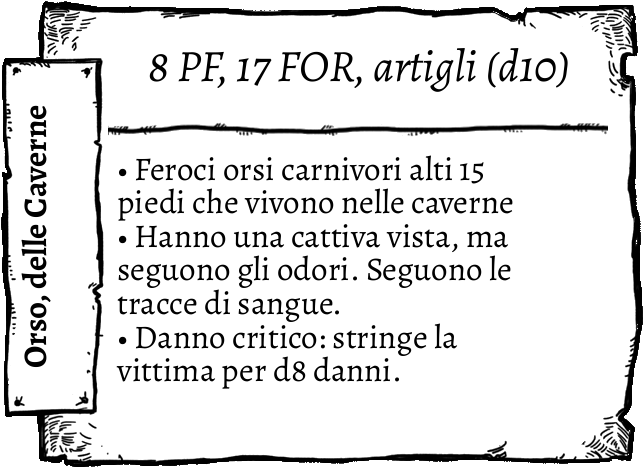 Orso, delle Caverne
8 PF, 17 FOR, artigli (d10)
• Feroci orsi carnivori alti 15
piedi che vivono nelle caverne
• Hanno una cattiva vista, ma
seguono gli odori. Seguono le
tracce di sangue.
• Danno critico: stringe la
vittima per d8 danni.